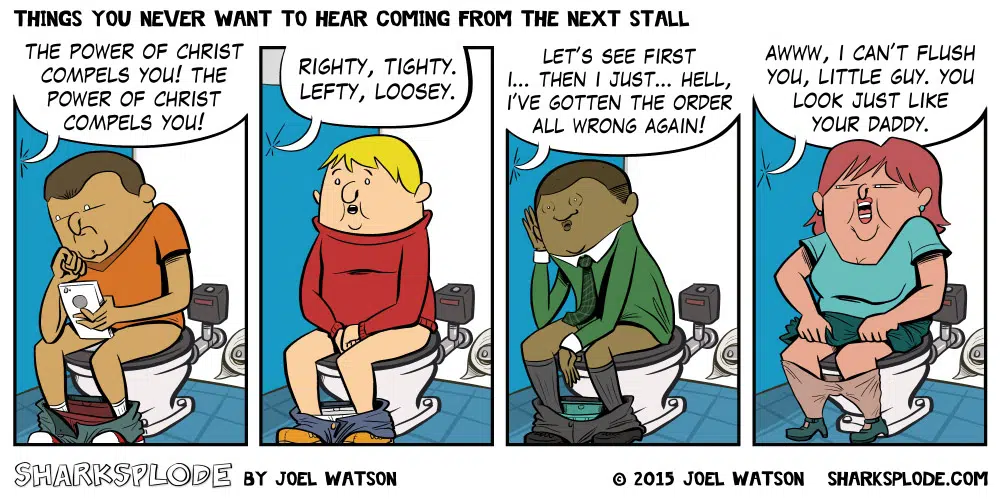 THINGS YOU NEVER WANT TO HEAR COMING FROM THE NEXT STALL
THE POWER OF CHRIST
COMPELS YOU! THE
POWER OF CHRIST
COMPELS YOU!
RIGHTY, TIGHTY.
LEFTY, LOOSEY.
LET'S SEE FIRST
I... THEN I JUST... HELL,
I'VE GOTTEN THE ORDER
ALL WRONG AGAIN!
AWWW, I CAN'T FLUSH
YOU, LITTLE GUY. YOU
LOOK JUST LIKE
YOUR DADDY.
SHARKSPLODE BY JOEL WATSON
© 2015 JOEL WATSON SHARKSPLODE.COM